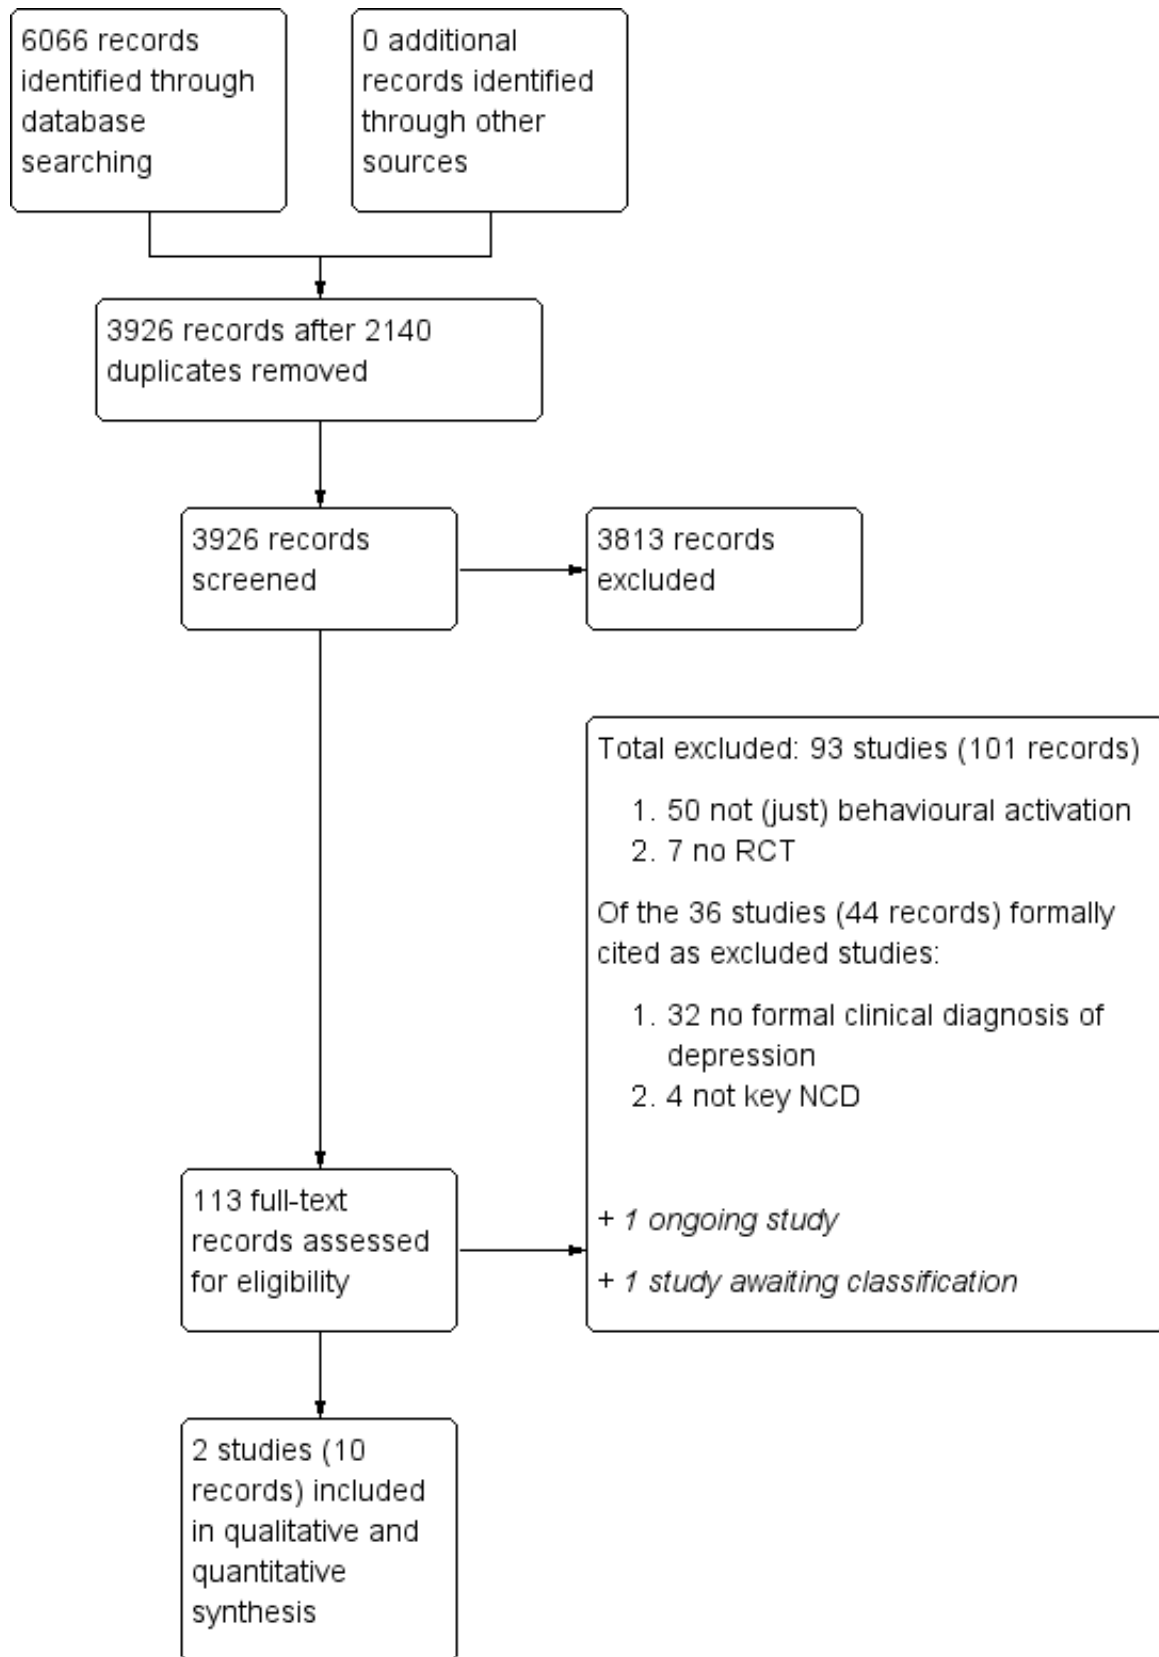 6066 records
identified through
database
searching
0 additional
records identified
through other
sources
3926 records after 2140
duplicates removed
3926 records
screened
3813 records
excluded
Total excluded: 93 studies (101 records)
1. 50 not (just) behavioural activation
2. 7 no RCT
Of the 36 studies (44 records) formally
cited as excluded studies:
1. 32 no formal clinical diagnosis of
depression
2. 4 not key NCD
+ 1 ongoing study
+ 1 study awaiting classification
113 full-text
records assessed
for eligibility
2 studies (10
records) included
in qualitative and
quantitative
synthesis